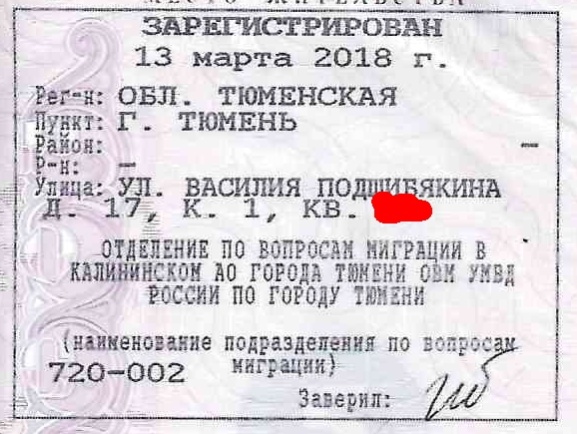 МЕСТО ЖИТЕЛЬСТВА
ЗАРЕГИСТРИРОВАН
13 марта 2018 г.
Рег-н: ОБЛ. ТЮМЕНСКАЯ
Пункт: Г. ТЮМЕНЬ
Район: —
Р-н: —
Улица: УЛ. ВАСИЛИЯ ПОДШИБЯКИНА
Д. 17, К. 1, КВ.
ОТДЕЛЕНИЕ ПО ВОПРОСАМ МИГРАЦИИ В
КАЛИНИНСКОМ АО ГОРОДА ТЮМЕНИ ОВМ УМВД
РОССИИ ПО ГОРОДУ ТЮМЕНИ
(наименование подразделения по вопросам
миграции)
720-002
Заверил: